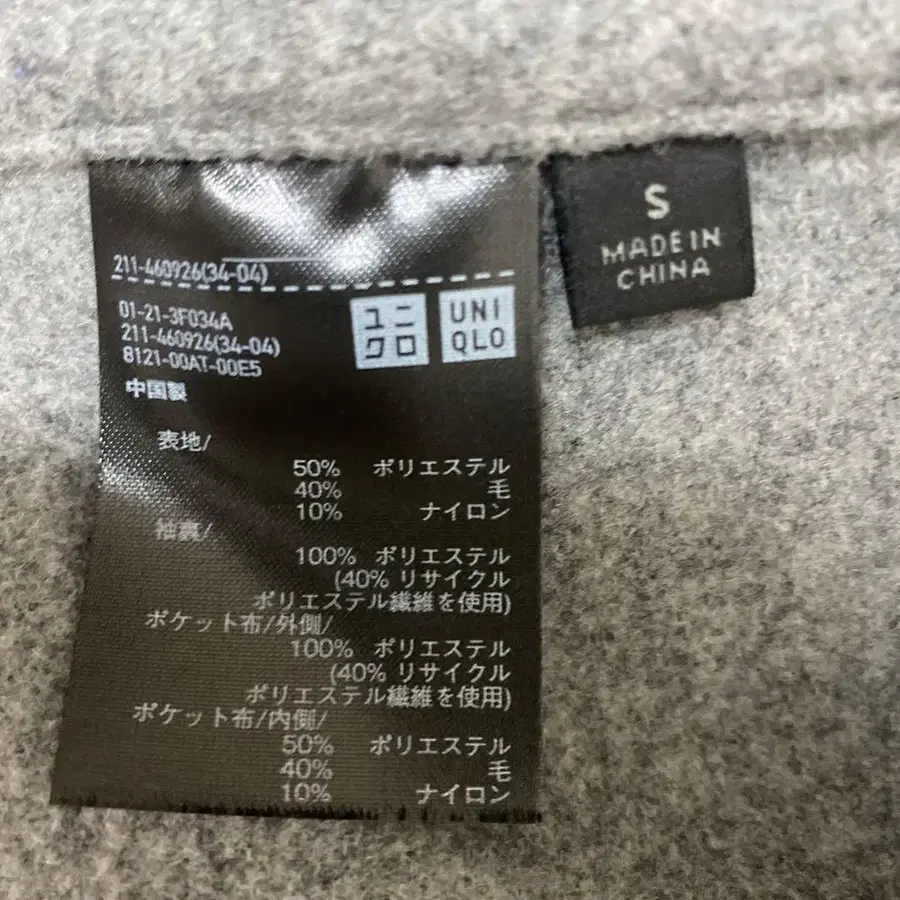 211-460926(34-04)
01-21-3F034A
211-460926(34-04)
8121-00AT-00E5
中国製
ユニ
クロ
UNI
QLO
表地/
50% ポリエステル
40% 毛
10% ナイロン
袖裏/
100% ポリエステル
(40% リサイクル
ポリエステル繊維を使用)
ポケット布/外側/
100% ポリエステル
(40% リサイクル
ポリエステル繊維を使用)
ポケット布/内側/
50% ポリエステル
40% 毛
10% ナイロン
S
MADE IN
CHINA